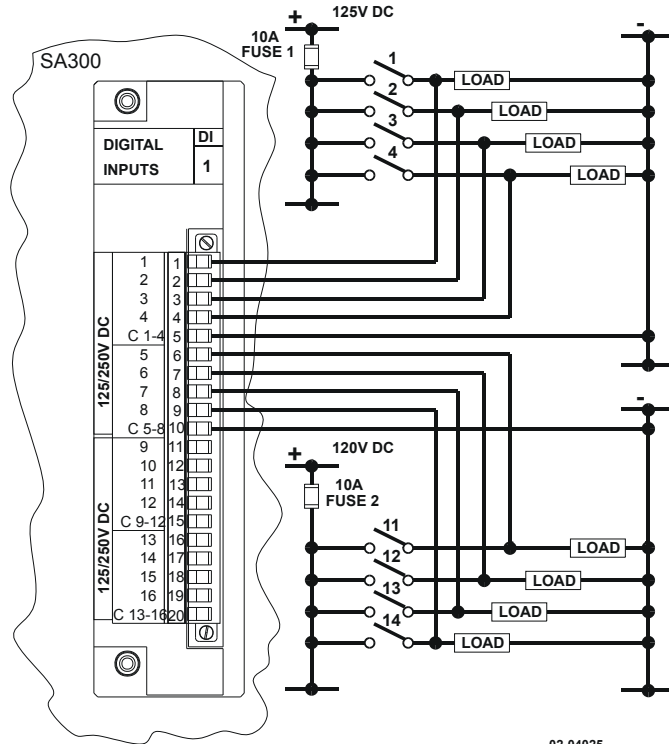 SA300
DIGITAL
INPUTS
DI
1
125/250V DC
1 1
2 2
3 3
4 4
C 1-4 5
5 6
6 7
7 8
8 9
C 5-8 10
125/250V DC
9 11
10 12
11 13
12 14
C 9-12 15
13 16
14 17
15 18
16 19
C 13-16 20
+ 125V DC -
10A
FUSE 1
1 LOAD
2 LOAD
3 LOAD
4 LOAD
-
+ 120V DC
10A
FUSE 2
11 LOAD
12 LOAD
13 LOAD
14 LOAD